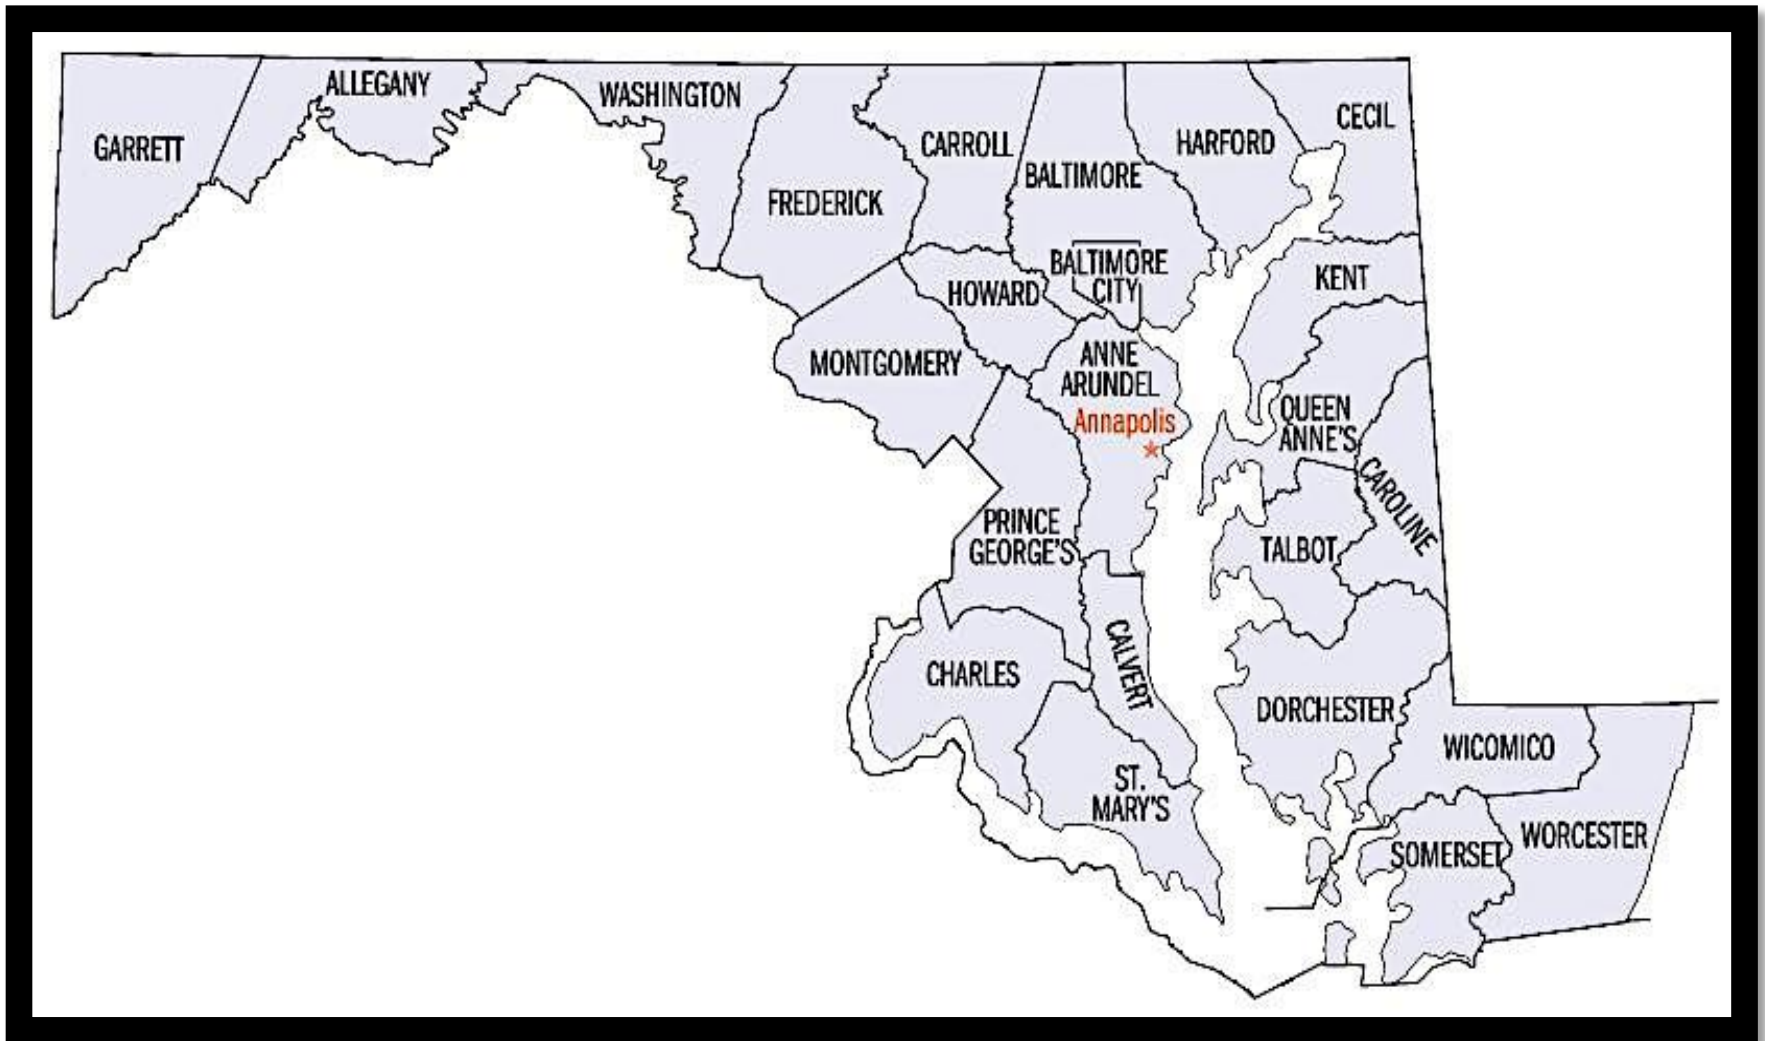 GARRETT
ALLEGANY
WASHINGTON
FREDERICK
CARROLL
BALTIMORE
HARFORD
CECIL
BALTIMORE
CITY
HOWARD
KENT
MONTGOMERY
ANNE
ARUNDEL
Annapolis
QUEEN
ANNE'S
CAROLINE
PRINCE
GEORGE'S
TALBOT
CHARLES
CALVERT
DORCHESTER
ST.
MARY'S
WICOMICO
SOMERSET
WORCESTER